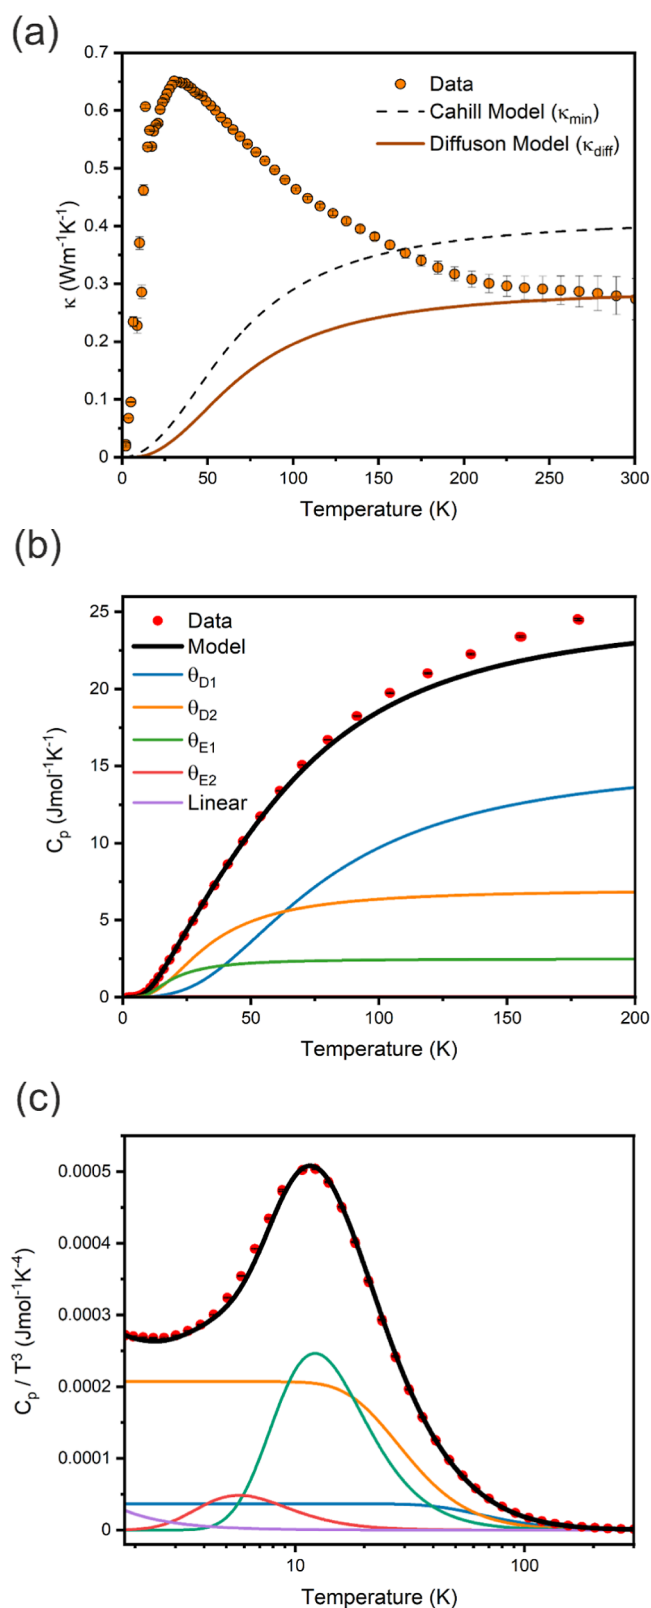 (a)
0.7
0.6
0.5
0.4
0.3
0.2
0.1
0
κ (Wm⁻¹K⁻¹)
Data
Cahill Model (κmin)
Diffuson Model (κdiff)
0 50 100 150 200 250 300
Temperature (K)
(b)
25
20
15
10
5
0
Cp (Jmol⁻¹K⁻¹)
Data
Model
θD1
θD2
θE1
θE2
Linear
0 50 100 150 200
Temperature (K)
(c)
0.0005
0.0004
0.0003
0.0002
0.0001
0
Cp / T³ (Jmol⁻¹K⁻⁴)
10 100
Temperature (K)